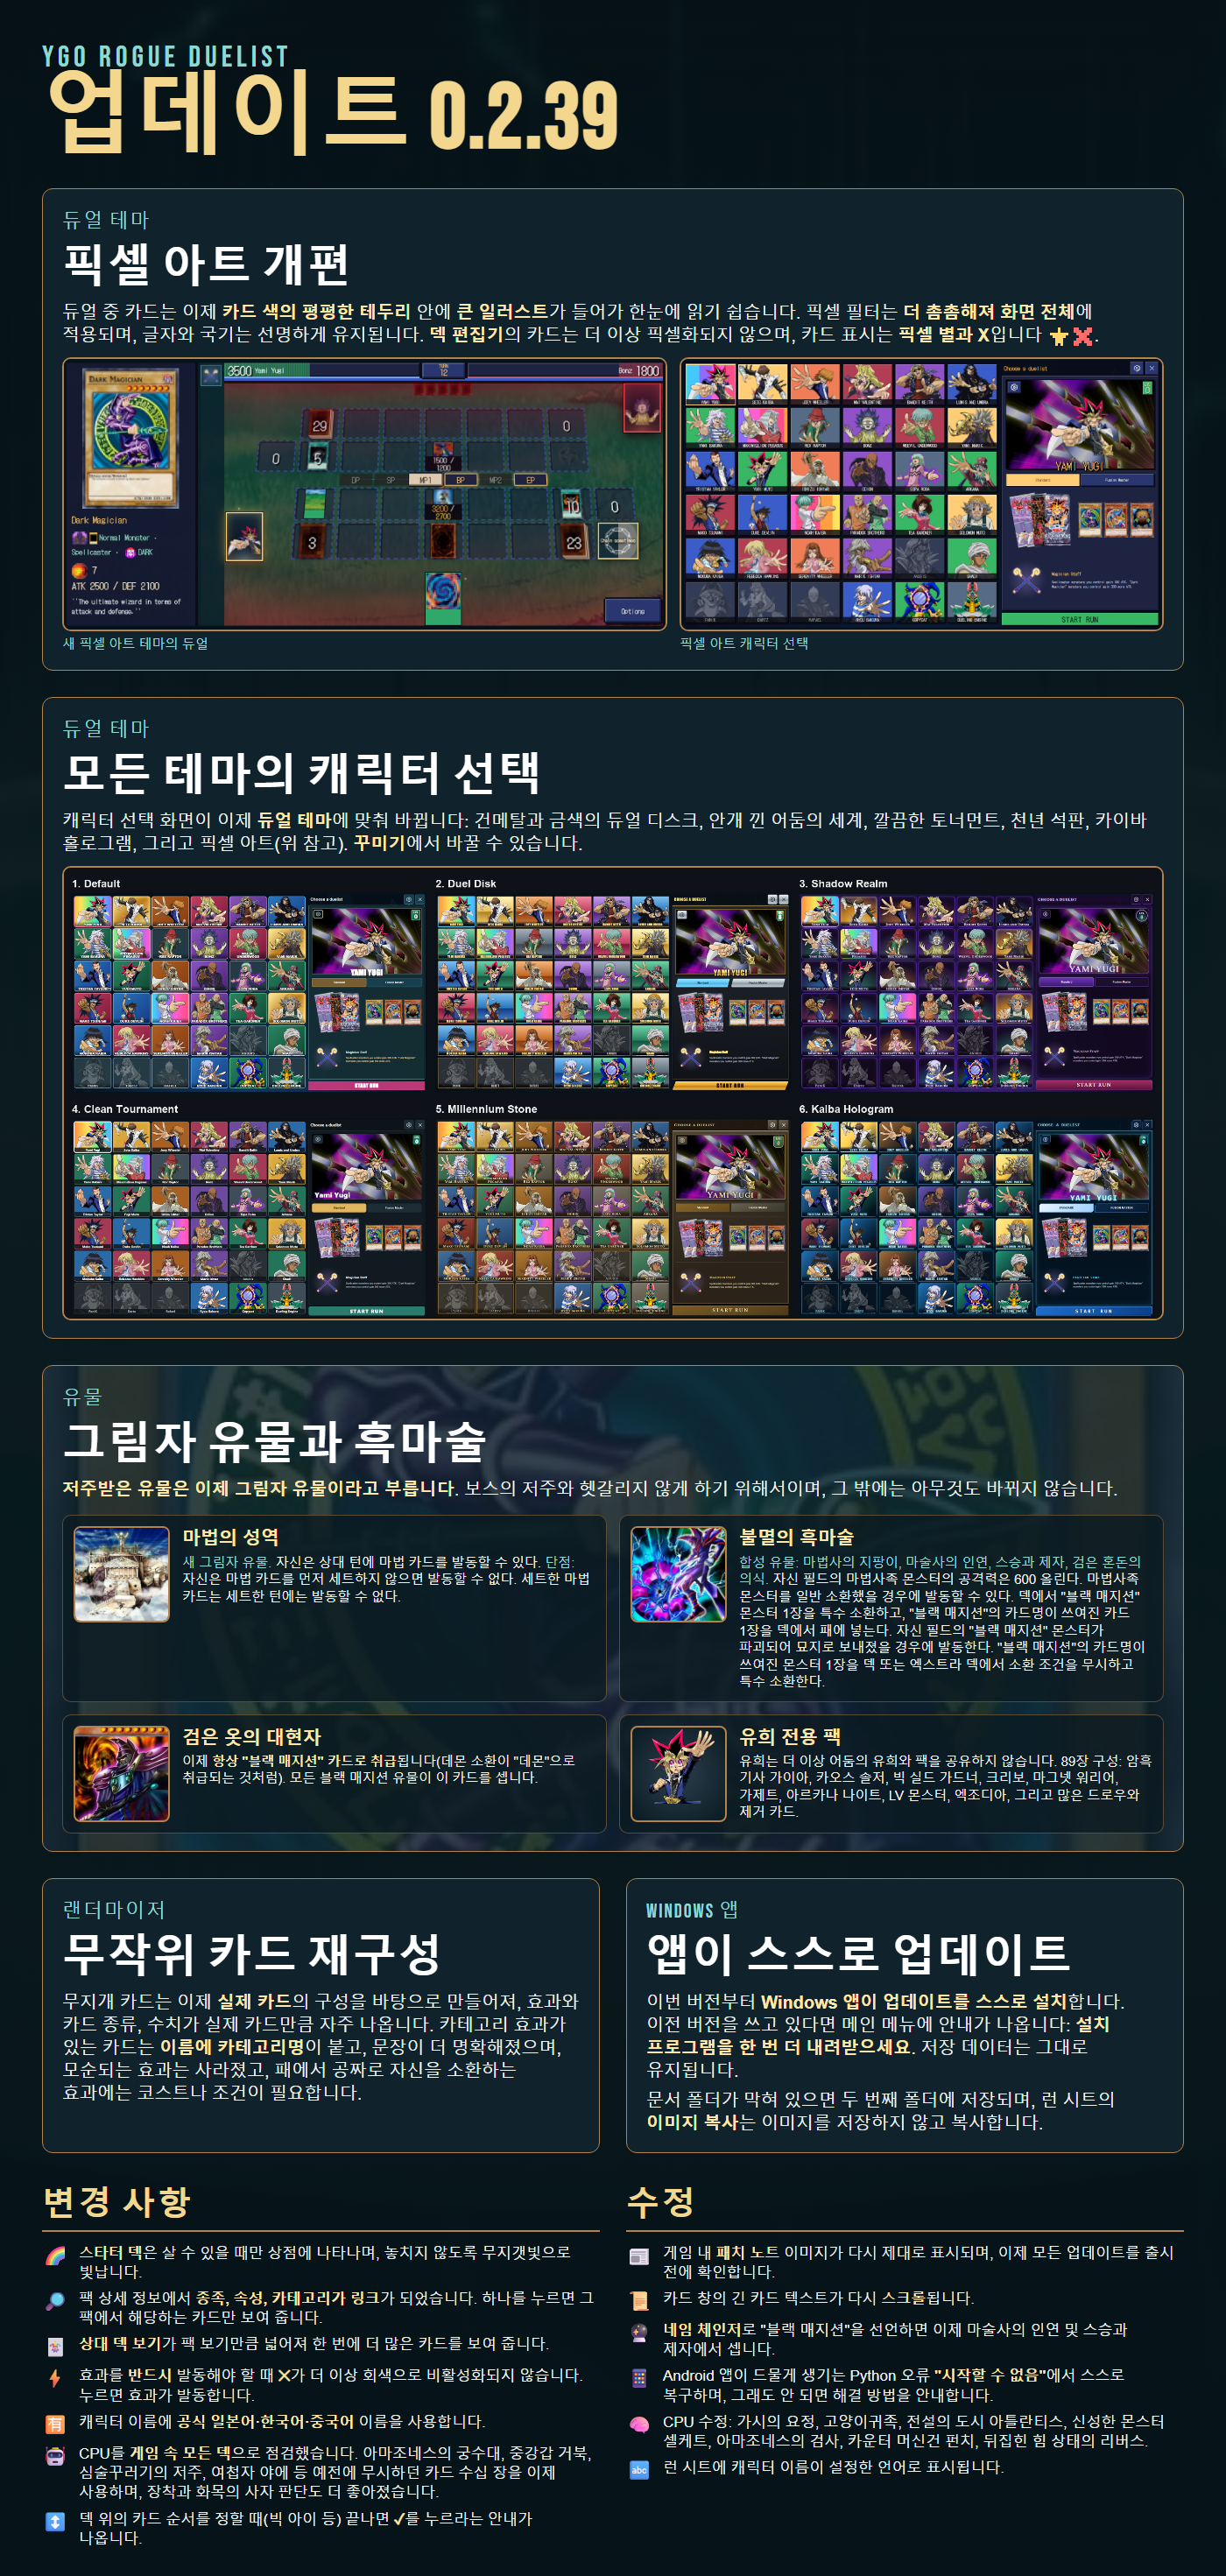 YGO ROGUE DUELIST
업데이트 0.2.39
듀얼 테마
픽셀 아트 개편
듀얼 중 카드는 이제 카드 색의 평평한 테두리 안에 큰 일러스트가 들어가 한눈에 읽기 쉽습니다. 픽셀 필터는 더 촘촘해져 화면 전체에
적용되며, 글자와 국기는 선명하게 유지됩니다. 덱 편집기의 카드는 더 이상 픽셀화되지 않으며, 카드 표시는 픽셀 별과 X입니다 .
DARK MAGICIAN
3500 Yami Yugi
TURN 12
Bonz 1800
29
0
0
5
1500 / 1200
DP SP MP1 BP MP2 EP
3200 / 2700
10
0
3
23
Dark Magician
Normal Monster ·
Spellcaster · DARK
7
ATK 2500 / DEF 2100
"The ultimate wizard in terms of
attack and defense."
Options
Choose a duelist
YAMI YUGI
START RUN
새 픽셀 아트 테마의 듀얼
픽셀 아트 캐릭터 선택
듀얼 테마
모든 테마의 캐릭터 선택
캐릭터 선택 화면이 이제 듀얼 테마에 맞춰 바뀝니다: 건메탈과 금색의 듀얼 디스크, 안개 낀 어둠의 세계, 깔끔한 토너먼트, 천년 석판, 카이바
홀로그램, 그리고 픽셀 아트(위 참고). 꾸미기에서 바꿀 수 있습니다.
1. Default
2. Duel Disk
3. Shadow Realm
YAMI YUGI
YAMI YUGI
YAMI YUGI
START RUN
START RUN
START RUN
4. Clean Tournament
5. Millennium Stone
6. Kaiba Hologram
Yami Yugi
YAMI YUGI
YAMI YUGI
START RUN
START RUN
START RUN
유물
그림자 유물과 흑마술
저주받은 유물은 이제 그림자 유물이라고 부릅니다. 보스의 저주와 헷갈리지 않게 하기 위해서이며, 그 밖에는 아무것도 바뀌지 않습니다.
마법의 성역
새 그림자 유물. 자신은 상대 턴에 마법 카드를 발동할 수 있다. 단점:
자신은 마법 카드를 먼저 세트하지 않으면 발동할 수 없다. 세트한 마법
카드는 세트한 턴에는 발동할 수 없다.
불멸의 흑마술
합성 유물: 마법사의 지팡이, 마술사의 인연, 스승과 제자, 검은 혼돈의
의식. 자신 필드의 마법사족 몬스터의 공격력은 600 올린다. 마법사족
몬스터를 일반 소환했을 경우에 발동할 수 있다. 덱에서 "블랙 매지션"
몬스터 1장을 특수 소환하고, "블랙 매지션"의 카드명이 쓰여진 카드
1장을 덱에서 패에 넣는다. 자신 필드의 "블랙 매지션" 몬스터가
파괴되어 묘지로 보내졌을 경우에 발동한다. "블랙 매지션"의 카드명이
쓰여진 몬스터 1장을 덱 또는 엑스트라 덱에서 소환 조건을 무시하고
특수 소환한다.
검은 옷의 대현자
이제 항상 "블랙 매지션" 카드로 취급됩니다(데몬 소환이 "데몬"으로
취급되는 것처럼). 모든 블랙 매지션 유물이 이 카드를 셉니다.
유희 전용 팩
유희는 더 이상 어둠의 유희와 팩을 공유하지 않습니다. 89장 구성: 암흑
기사 가이아, 카오스 솔저, 빅 실드 가드너, 크리보, 마그넷 워리어,
가제트, 아르카나 나이트, LV 몬스터, 엑조디아, 그리고 많은 드로우와
제거 카드.
랜더마이저
무작위 카드 재구성
무지개 카드는 이제 실제 카드의 구성을 바탕으로 만들어져, 효과와
카드 종류, 수치가 실제 카드만큼 자주 나옵니다. 카테고리 효과가
있는 카드는 이름에 카테고리명이 붙고, 문장이 더 명확해졌으며,
모순되는 효과는 사라졌고, 패에서 공짜로 자신을 소환하는
효과에는 코스트나 조건이 필요합니다.
WINDOWS 앱
앱이 스스로 업데이트
이번 버전부터 Windows 앱이 업데이트를 스스로 설치합니다.
이전 버전을 쓰고 있다면 메인 메뉴에 안내가 나옵니다: 설치
프로그램을 한 번 더 내려받으세요. 저장 데이터는 그대로
유지됩니다.
문서 폴더가 막혀 있으면 두 번째 폴더에 저장되며, 런 시트의
이미지 복사는 이미지를 저장하지 않고 복사합니다.
변경 사항
스타터 덱은 살 수 있을 때만 상점에 나타나며, 놓치지 않도록 무지갯빛으로
빛납니다.
팩 상세 정보에서 종족, 속성, 카테고리가 링크가 되었습니다. 하나를 누르면 그
팩에서 해당하는 카드만 보여 줍니다.
상대 덱 보기가 팩 보기만큼 넓어져 한 번에 더 많은 카드를 보여 줍니다.
효과를 반드시 발동해야 할 때 ✕가 더 이상 회색으로 비활성화되지 않습니다.
누르면 효과가 발동합니다.
캐릭터 이름에 공식 일본어·한국어·중국어 이름을 사용합니다.
CPU를 게임 속 모든 덱으로 점검했습니다. 아마조네스의 궁수대, 중강갑 거북,
심술꾸러기의 저주, 여첩자 야에 등 예전에 무시하던 카드 수십 장을 이제
사용하며, 장착과 화목의 사자 판단도 더 좋아졌습니다.
덱 위의 카드 순서를 정할 때(빅 아이 등) 끝나면 ✓를 누르라는 안내가
나옵니다.
수정
게임 내 패치 노트 이미지가 다시 제대로 표시되며, 이제 모든 업데이트를 출시
전에 확인합니다.
카드 창의 긴 카드 텍스트가 다시 스크롤됩니다.
네임 체인저로 "블랙 매지션"을 선언하면 이제 마술사의 인연 및 스승과
제자에서 셉니다.
Android 앱이 드물게 생기는 Python 오류 "시작할 수 없음"에서 스스로
복구하며, 그래도 안 되면 해결 방법을 안내합니다.
CPU 수정: 가시의 요정, 고양이귀족, 전설의 도시 아틀란티스, 신성한 몬스터
셀케트, 아마조네스의 검사, 카운터 머신건 펀치, 뒤집힌 힘 상태의 리버스.
런 시트에 캐릭터 이름이 설정한 언어로 표시됩니다.